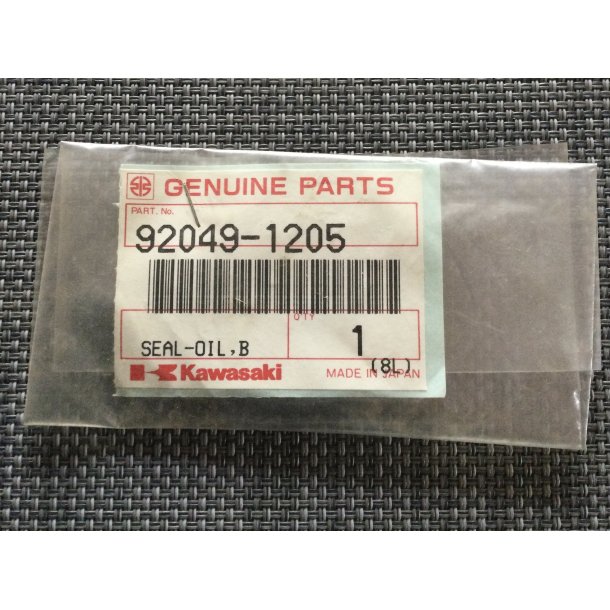 GENUINE PARTS
PART. No.
92049-1205
QTY
SEAL-OIL,B
1
(8L)
Kawasaki
MADE IN JAPAN